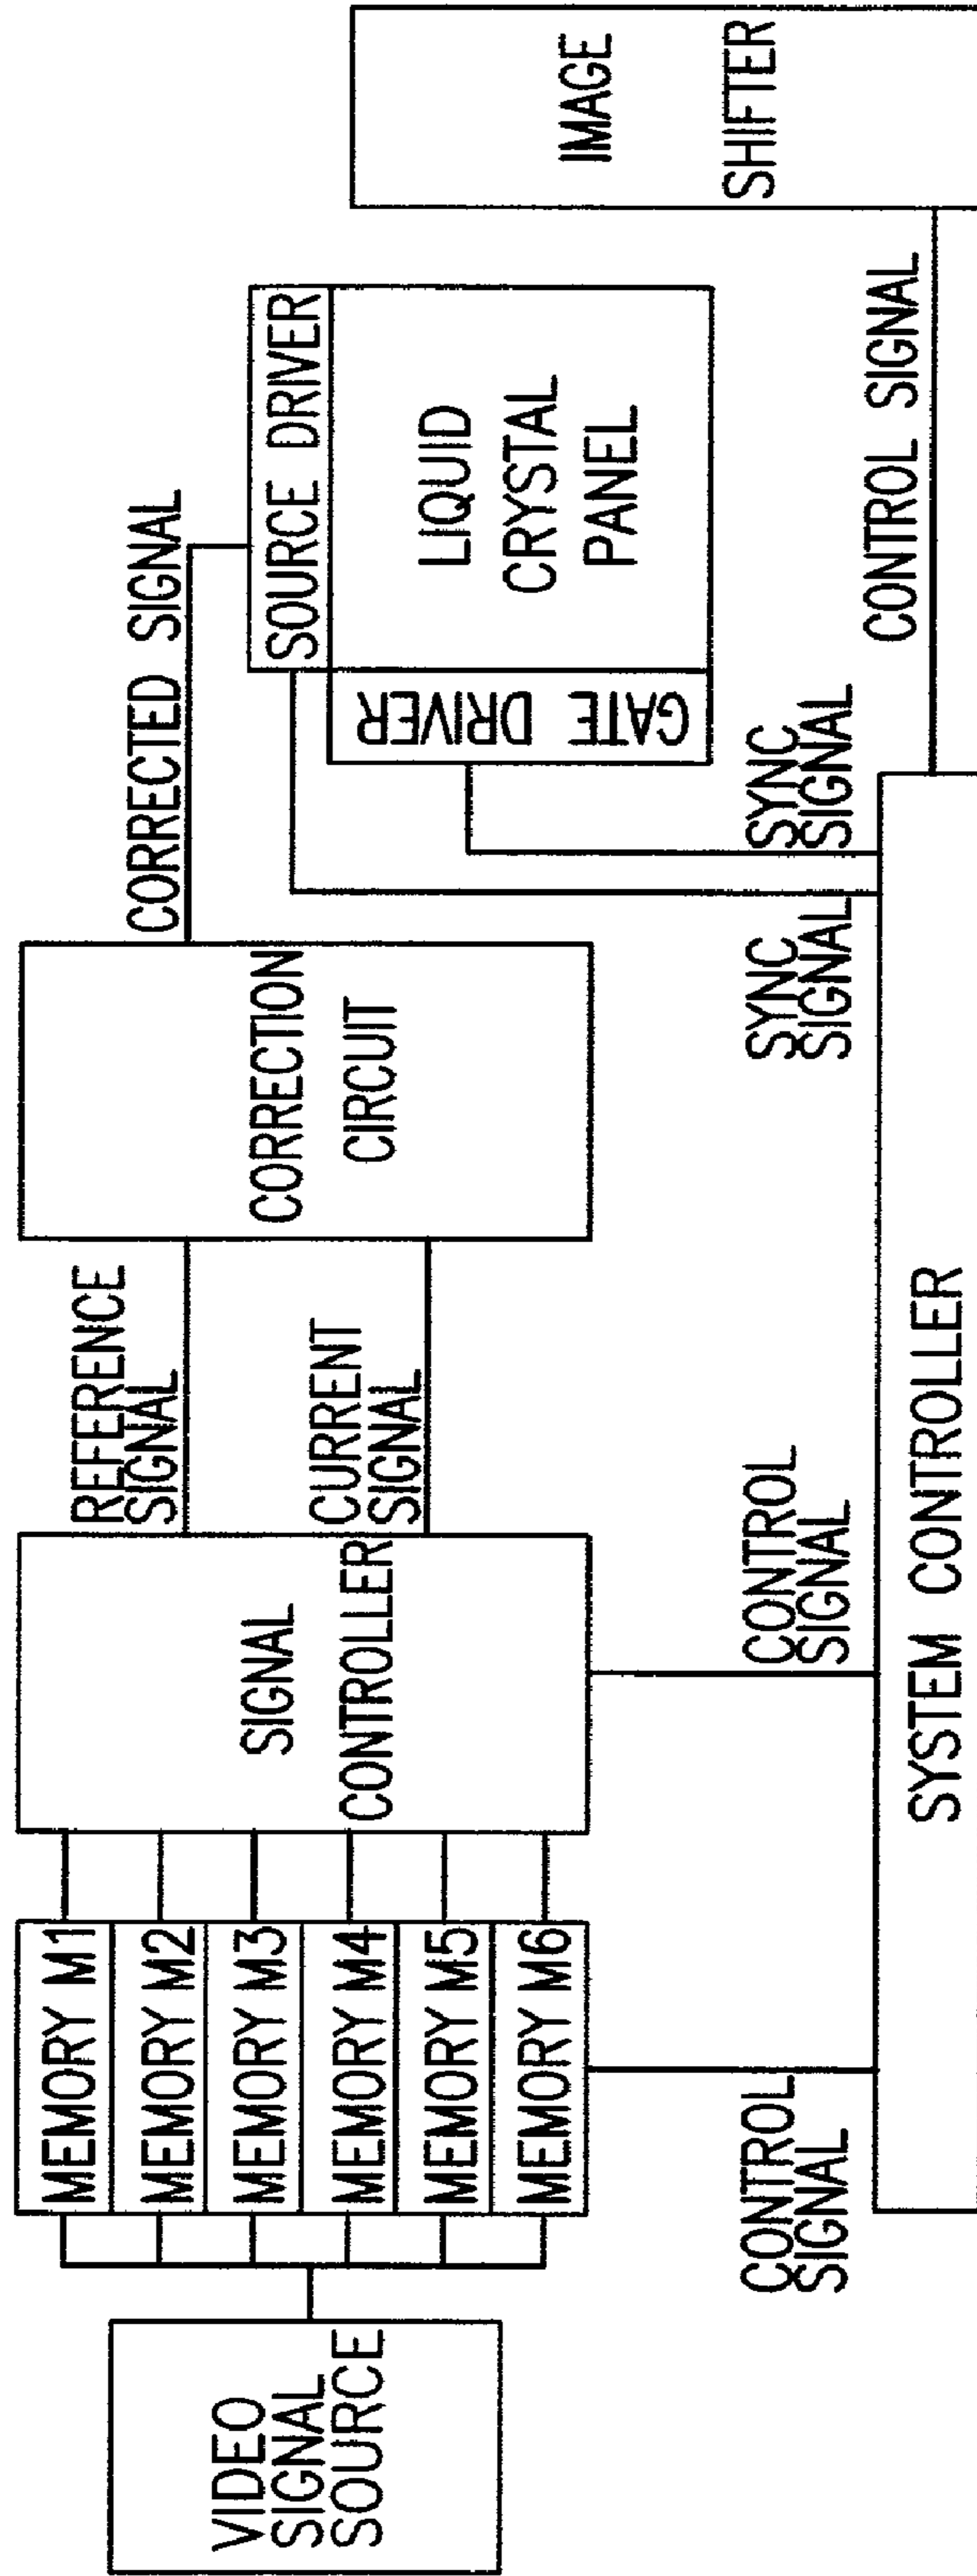 VIDEO
SIGNAL
SOURCE
MEMORY M1
MEMORY M2
MEMORY M3
MEMORY M4
MEMORY M5
MEMORY M6
SIGNAL
CONTROLLER
REFERENCE
SIGNAL
CURRENT
SIGNAL
CORRECTION
CIRCUIT
CORRECTED SIGNAL
SOURCE DRIVER
GATE DRIVER
LIQUID
CRYSTAL
PANEL
IMAGE
SHIFTER
CONTROL
SIGNAL
CONTROL
SIGNAL
SYNC
SIGNAL
SYNC
SIGNAL
CONTROL SIGNAL
SYSTEM CONTROLLER